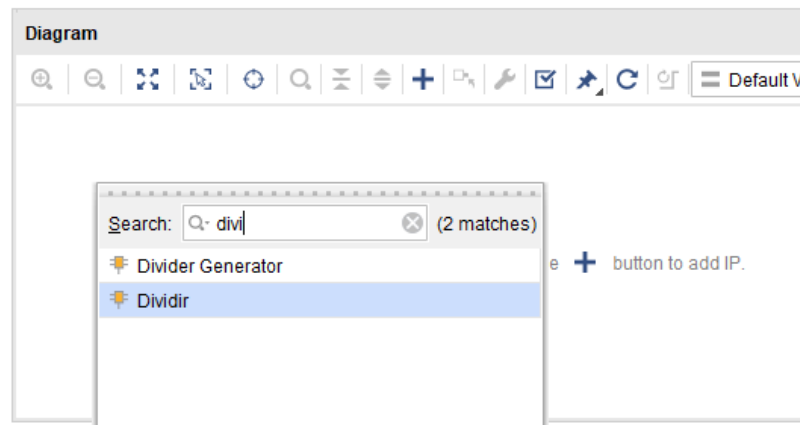 Diagram
Default V
Search: divi (2 matches)
Divider Generator
e button to add IP.
Dividir